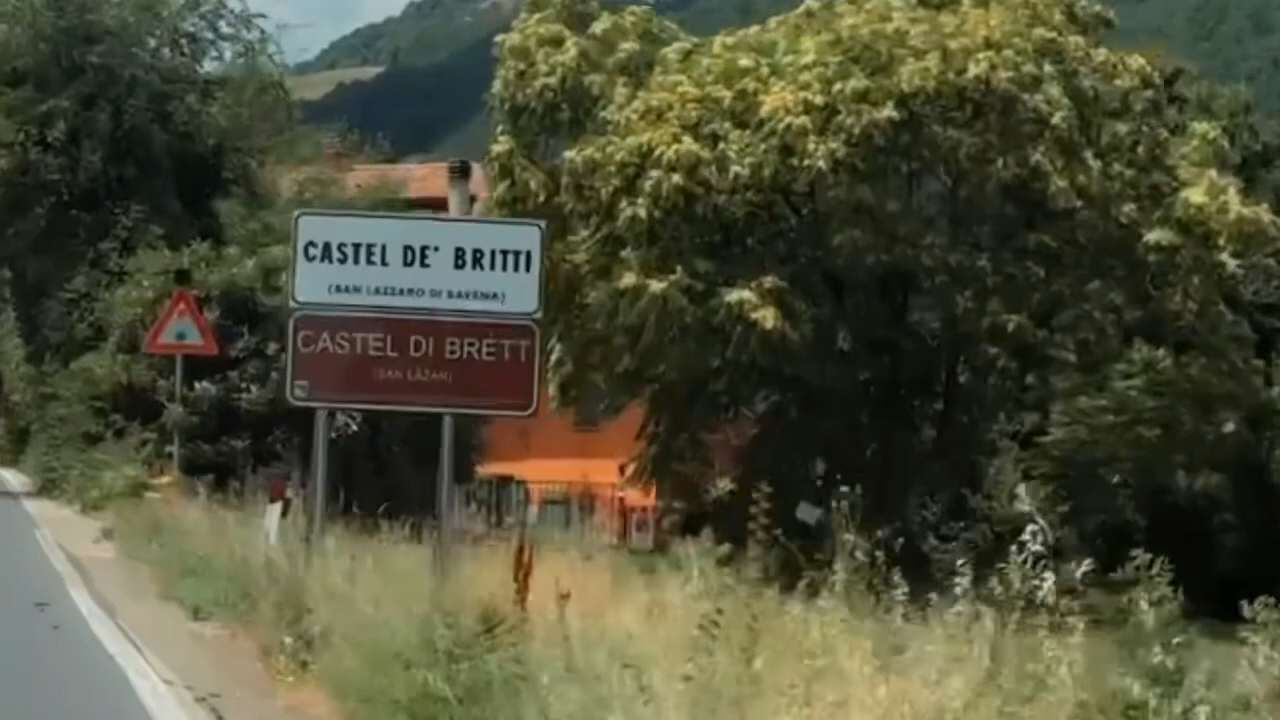 CASTEL DE' BRITTI
(SAN LAZZARO DI SAVENA)
CASTEL DI BRÉTT
(SAN LÀZAR)